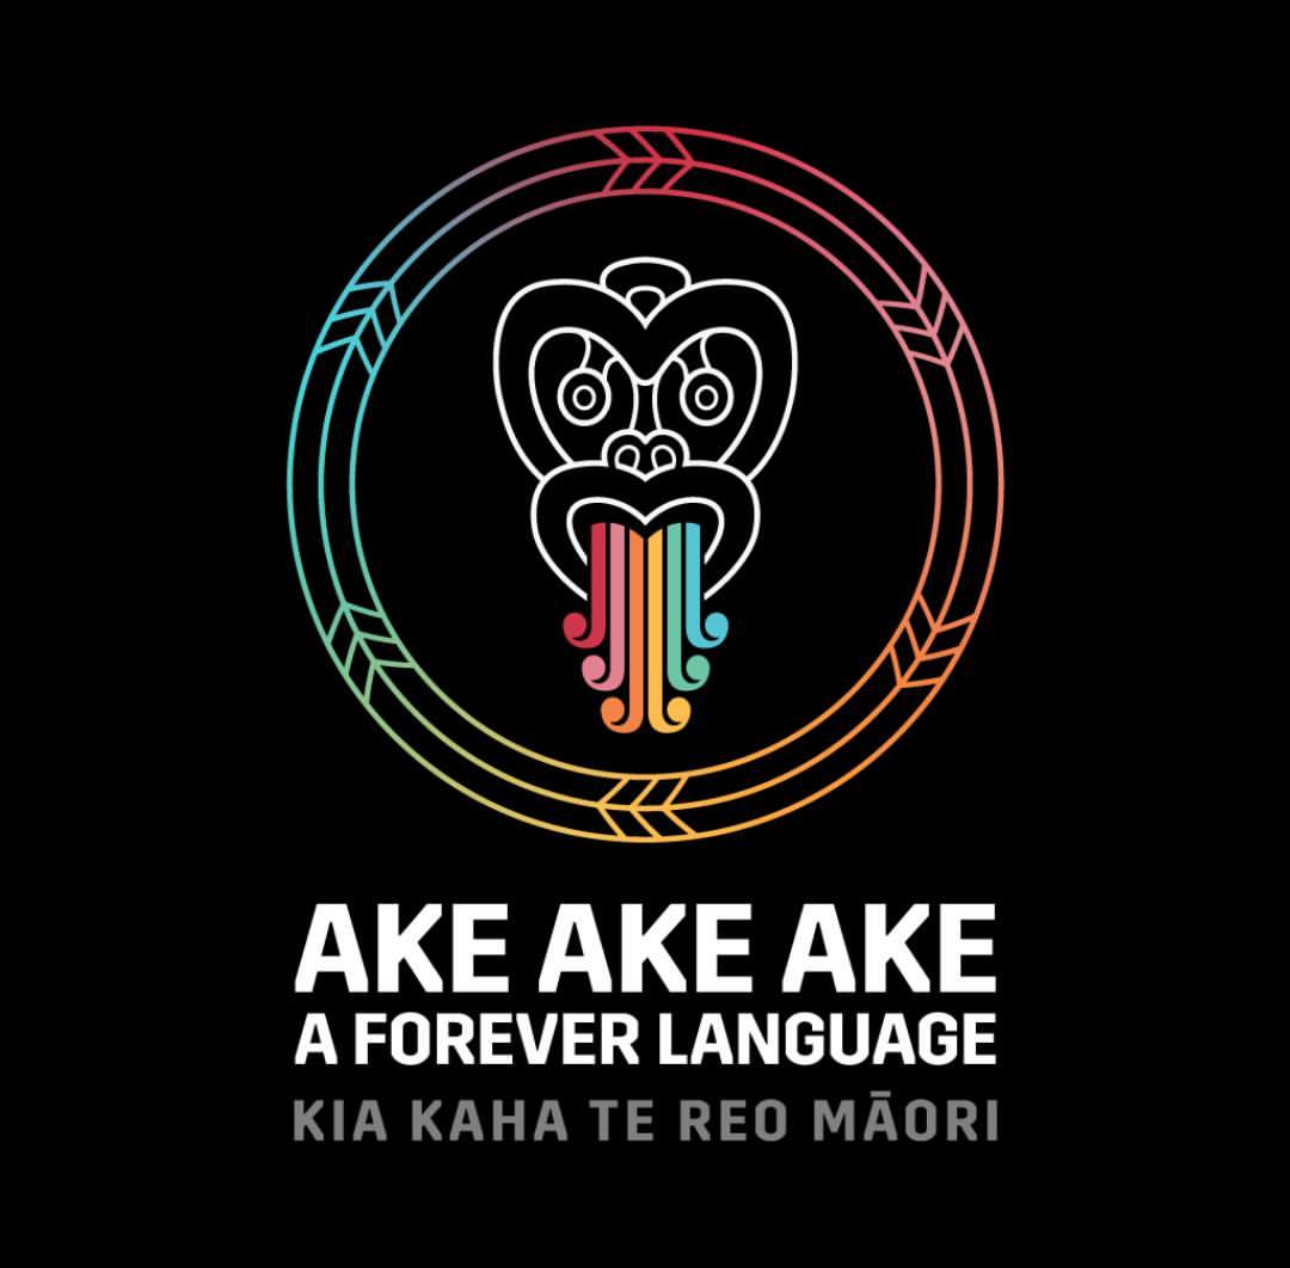 AKE AKE AKE
A FOREVER LANGUAGE
KIA KAHA TE REO MĀORI